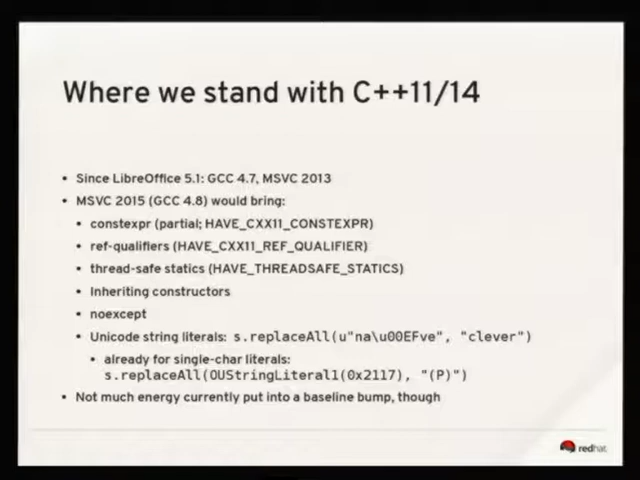 Where we stand with C++11/14
• Since LibreOffice 5.1: GCC 4.7, MSVC 2013
• MSVC 2015 (GCC 4.8) would bring:
• constexpr (partial; HAVE_CXX11_CONSTEXPR)
• ref-qualifiers (HAVE_CXX11_REF_QUALIFIER)
• thread-safe statics (HAVE_THREADSAFE_STATICS)
• Inheriting constructors
• noexcept
• Unicode string literals: s.replaceAll(u"na\u00EFve", "clever")
• already for single-char literals:
s.replaceAll(OUStringLiteral1(0x2117), "(P)")
• Not much energy currently put into a baseline bump, though
redhat